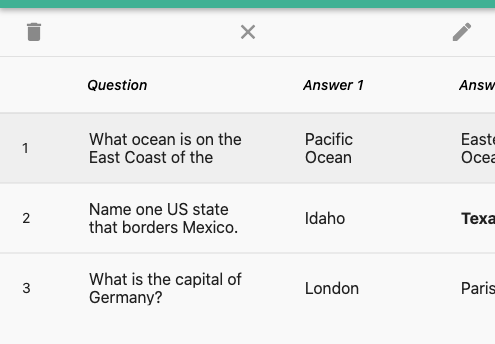 Question Answer 1 Answ
1 What ocean is on the East Coast of the Pacific Ocean Easte Ocea
2 Name one US state that borders Mexico. Idaho Texa
3 What is the capital of Germany? London Paris